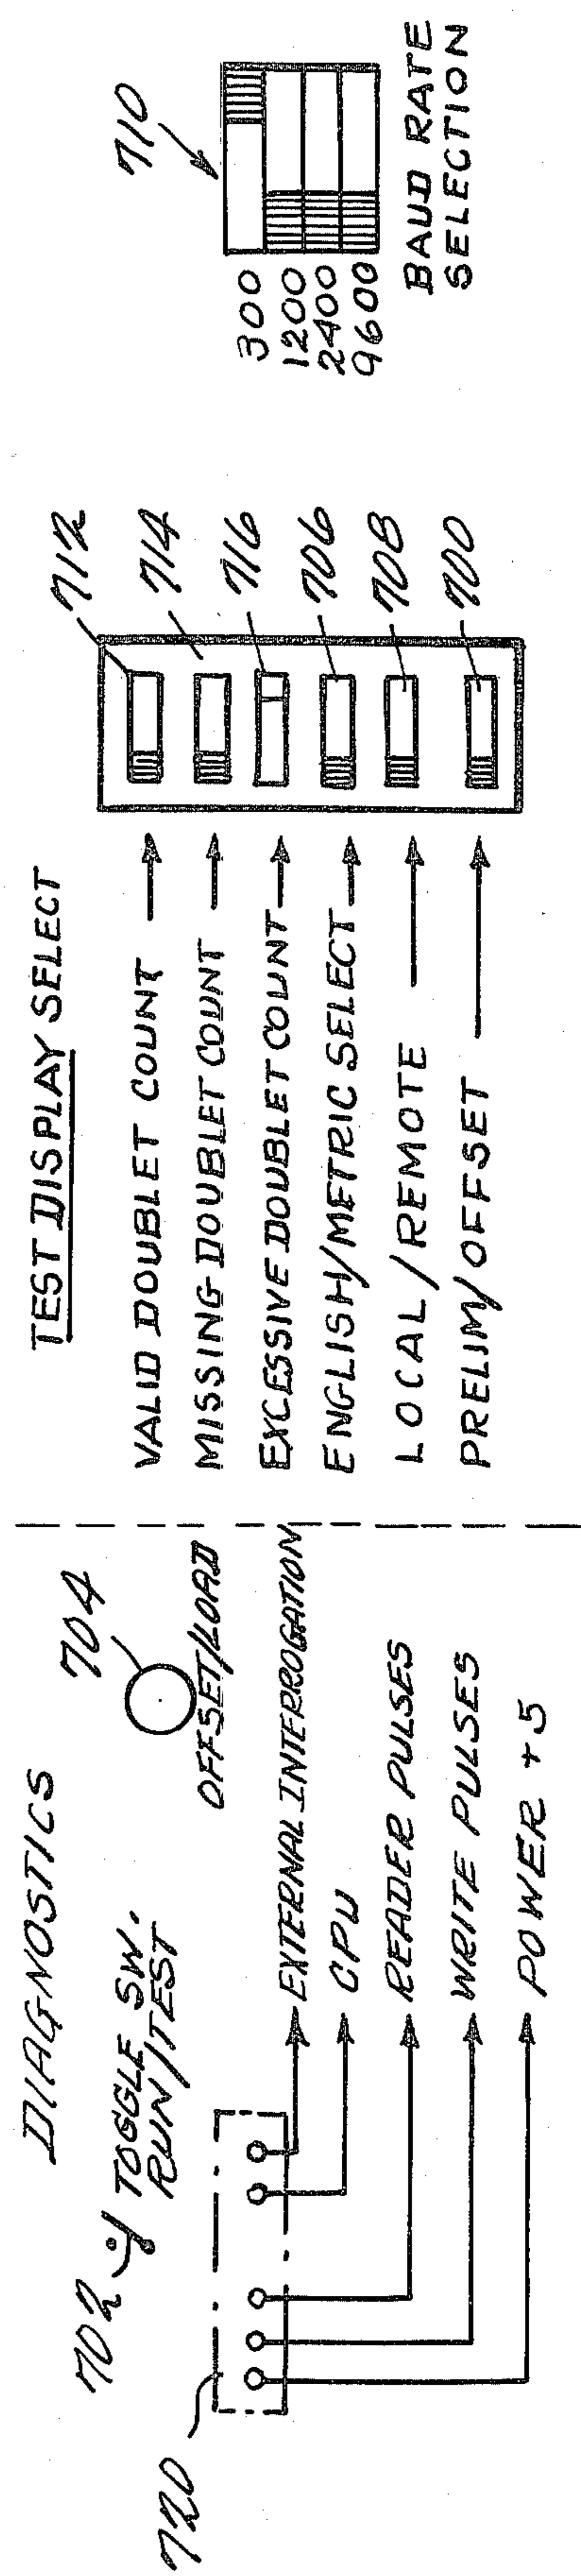 DIAGNOSTICS
702
TOGGLE SW.
RUN/TEST
704
OFFSET/LOAD
720
EXTERNAL INTERROGATION
CPU
READER PULSES
WRITE PULSES
POWER +5
TEST DISPLAY SELECT
VALID DOUBLET COUNT
MISSING DOUBLET COUNT
EXCESSIVE DOUBLET COUNT
ENGLISH/METRIC SELECT
LOCAL/REMOTE
PRELIM/OFFSET
712
714
716
706
708
700
710
300
1200
2400
9600
BAUD RATE
SELECTION